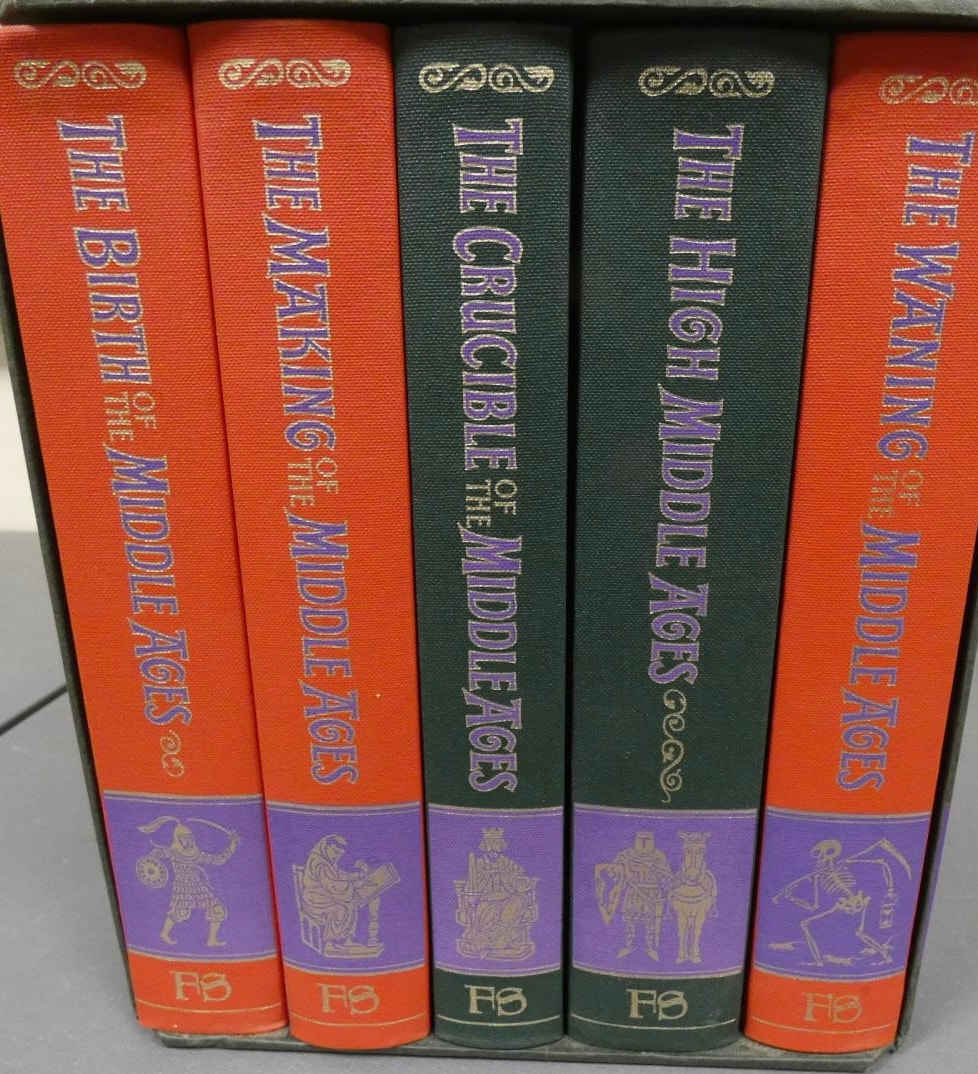 THE BIRTH OF THE MIDDLE AGES
FS
THE MAKING OF THE MIDDLE AGES
FS
THE CRUCIBLE OF THE MIDDLE AGES
FS
THE HIGH MIDDLE AGES
FS
THE WANING OF THE MIDDLE AGES
FS